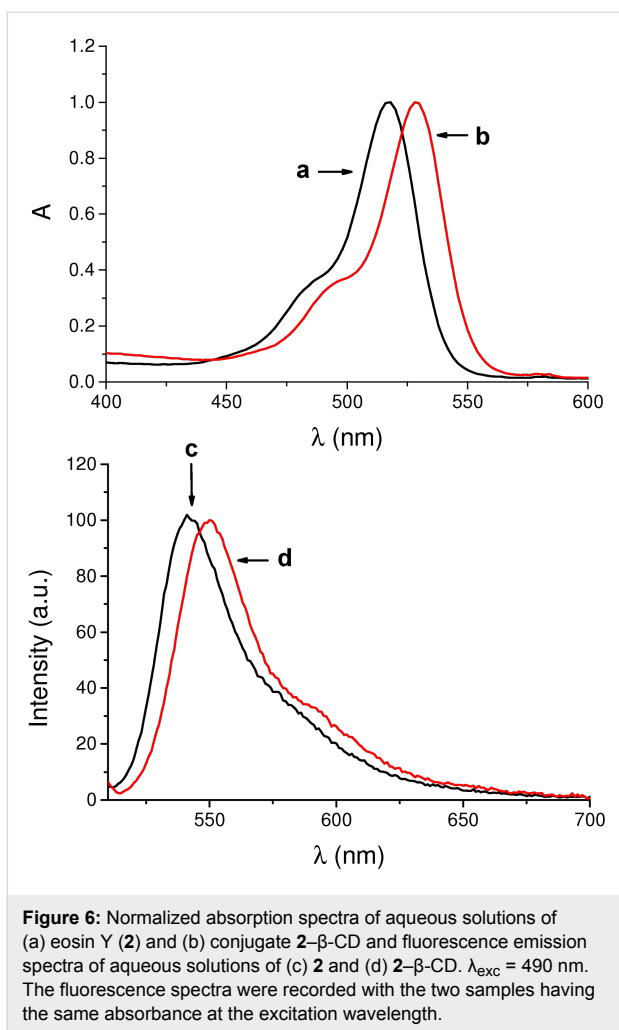 1.0
0.8
0.6
0.4
0.2
0.0
A
a
b
400 450 500 550 600
λ (nm)
c
120
100
80
60
40
20
0
Intensity (a.u.)
d
550 600 650 700
λ (nm)
Figure 6: Normalized absorption spectra of aqueous solutions of
(a) eosin Y (2) and (b) conjugate 2–β-CD and fluorescence emission
spectra of aqueous solutions of (c) 2 and (d) 2–β-CD. λexc = 490 nm.
The fluorescence spectra were recorded with the two samples having
the same absorbance at the excitation wavelength.